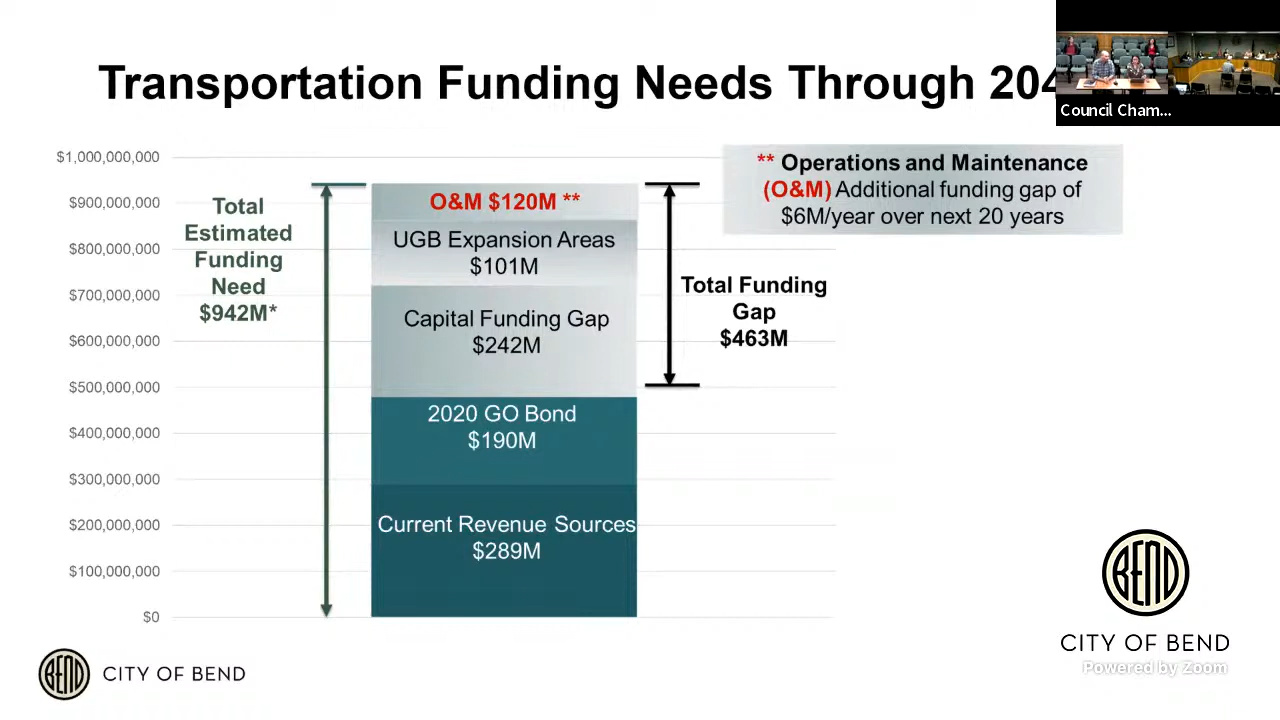 Transportation Funding Needs Through 204
Council Cham...
$1,000,000,000
$900,000,000
$800,000,000
$700,000,000
$600,000,000
$500,000,000
$400,000,000
$300,000,000
$200,000,000
$100,000,000
$0
Total
Estimated
Funding
Need
$942M*
O&M $120M **
UGB Expansion Areas
$101M
Capital Funding Gap
$242M
2020 GO Bond
$190M
Current Revenue Sources
$289M
Total Funding
Gap
$463M
** Operations and Maintenance
(O&M) Additional funding gap of
$6M/year over next 20 years
BEND
CITY OF BEND
Powered by Zoom
BEND
CITY OF BEND